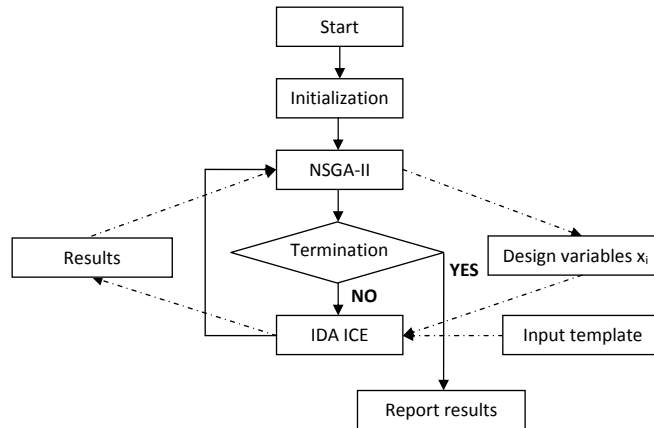 Start
Initialization
NSGA-II
Termination
Results
Design variables xᵢ
YES
NO
IDA ICE
Input template
Report results